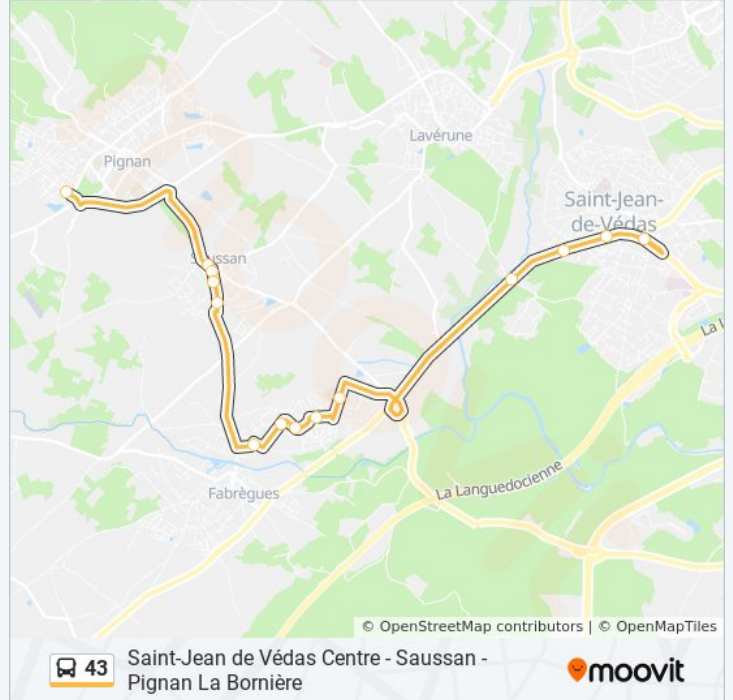 Lavérune
Pignan
Saint-Jean-
de-Védas
Saussan
La L
La Languedocienne
Fabrègues
© OpenStreetMap contributors | © OpenMapTiles
43
Saint-Jean de Védas Centre - Saussan -
Pignan La Bornière
moovit